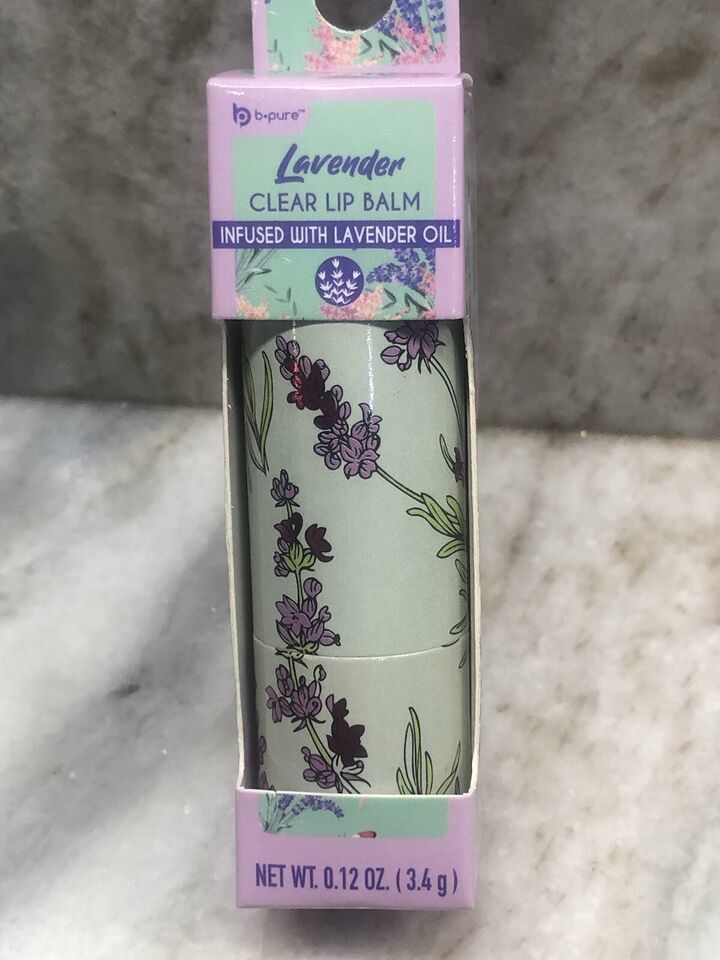 b•pure™
Lavender
CLEAR LIP BALM
INFUSED WITH LAVENDER OIL
NET WT. 0.12 OZ. (3.4 g)